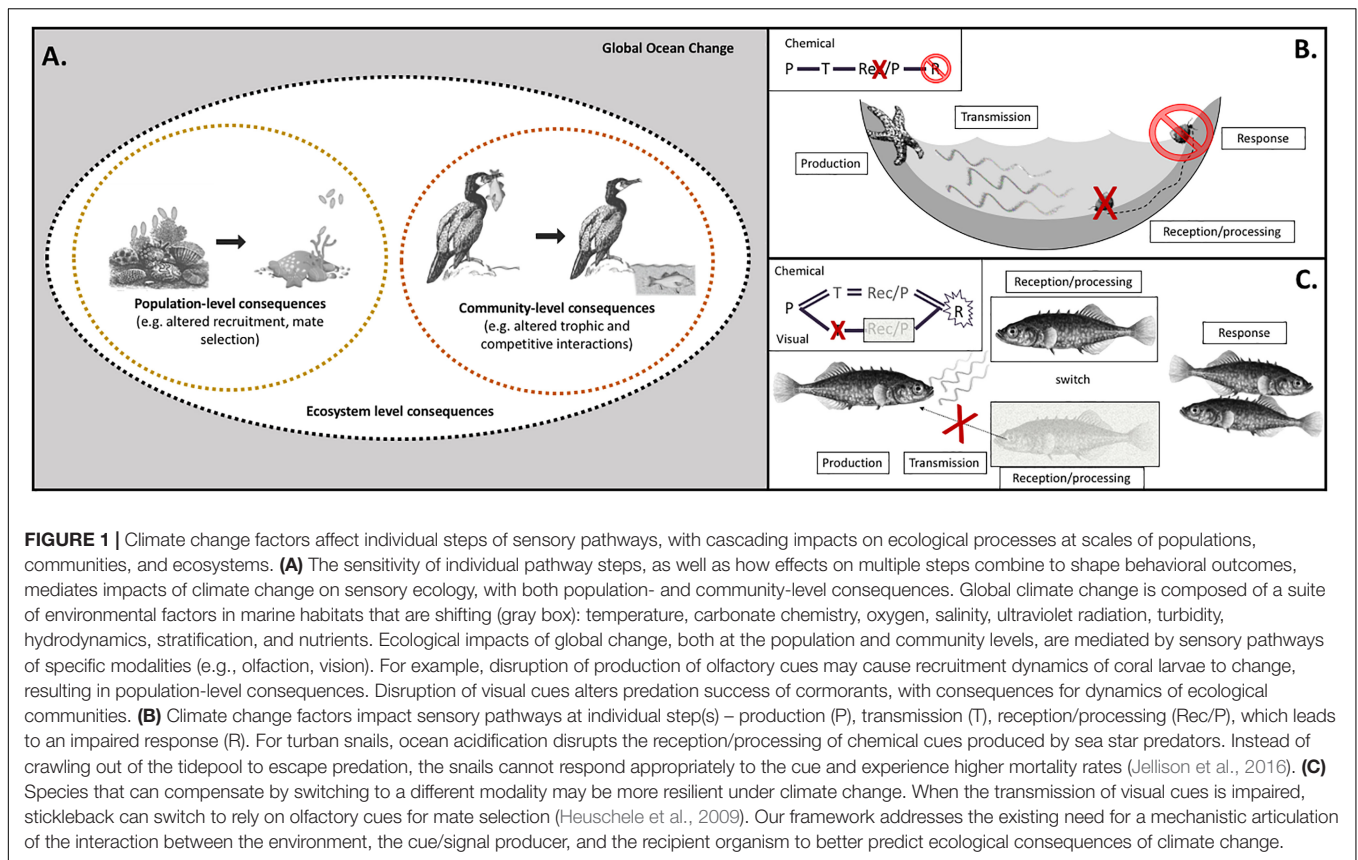 A.
Global Ocean Change
Population-level consequences
(e.g. altered recruitment, mate
selection)
Community-level consequences
(e.g. altered trophic and
competitive interactions)
Ecosystem level consequences
B.
Chemical
P — T — Rec/P — R
Production
Transmission
Response
Reception/processing
C.
Chemical
T = Rec/P
P
R
Rec/P
Visual
Reception/processing
Response
switch
Production
Transmission
Reception/processing
FIGURE 1 | Climate change factors affect individual steps of sensory pathways, with cascading impacts on ecological processes at scales of populations,
communities, and ecosystems. (A) The sensitivity of individual pathway steps, as well as how effects on multiple steps combine to shape behavioral outcomes,
mediates impacts of climate change on sensory ecology, with both population- and community-level consequences. Global climate change is composed of a suite
of environmental factors in marine habitats that are shifting (gray box): temperature, carbonate chemistry, oxygen, salinity, ultraviolet radiation, turbidity,
hydrodynamics, stratification, and nutrients. Ecological impacts of global change, both at the population and community levels, are mediated by sensory pathways
of specific modalities (e.g., olfaction, vision). For example, disruption of production of olfactory cues may cause recruitment dynamics of coral larvae to change,
resulting in population-level consequences. Disruption of visual cues alters predation success of cormorants, with consequences for dynamics of ecological
communities. (B) Climate change factors impact sensory pathways at individual step(s) – production (P), transmission (T), reception/processing (Rec/P), which leads
to an impaired response (R). For turban snails, ocean acidification disrupts the reception/processing of chemical cues produced by sea star predators. Instead of
crawling out of the tidepool to escape predation, the snails cannot respond appropriately to the cue and experience higher mortality rates (Jellison et al., 2016). (C)
Species that can compensate by switching to a different modality may be more resilient under climate change. When the transmission of visual cues is impaired,
stickleback can switch to rely on olfactory cues for mate selection (Heuschele et al., 2009). Our framework addresses the existing need for a mechanistic articulation
of the interaction between the environment, the cue/signal producer, and the recipient organism to better predict ecological consequences of climate change.